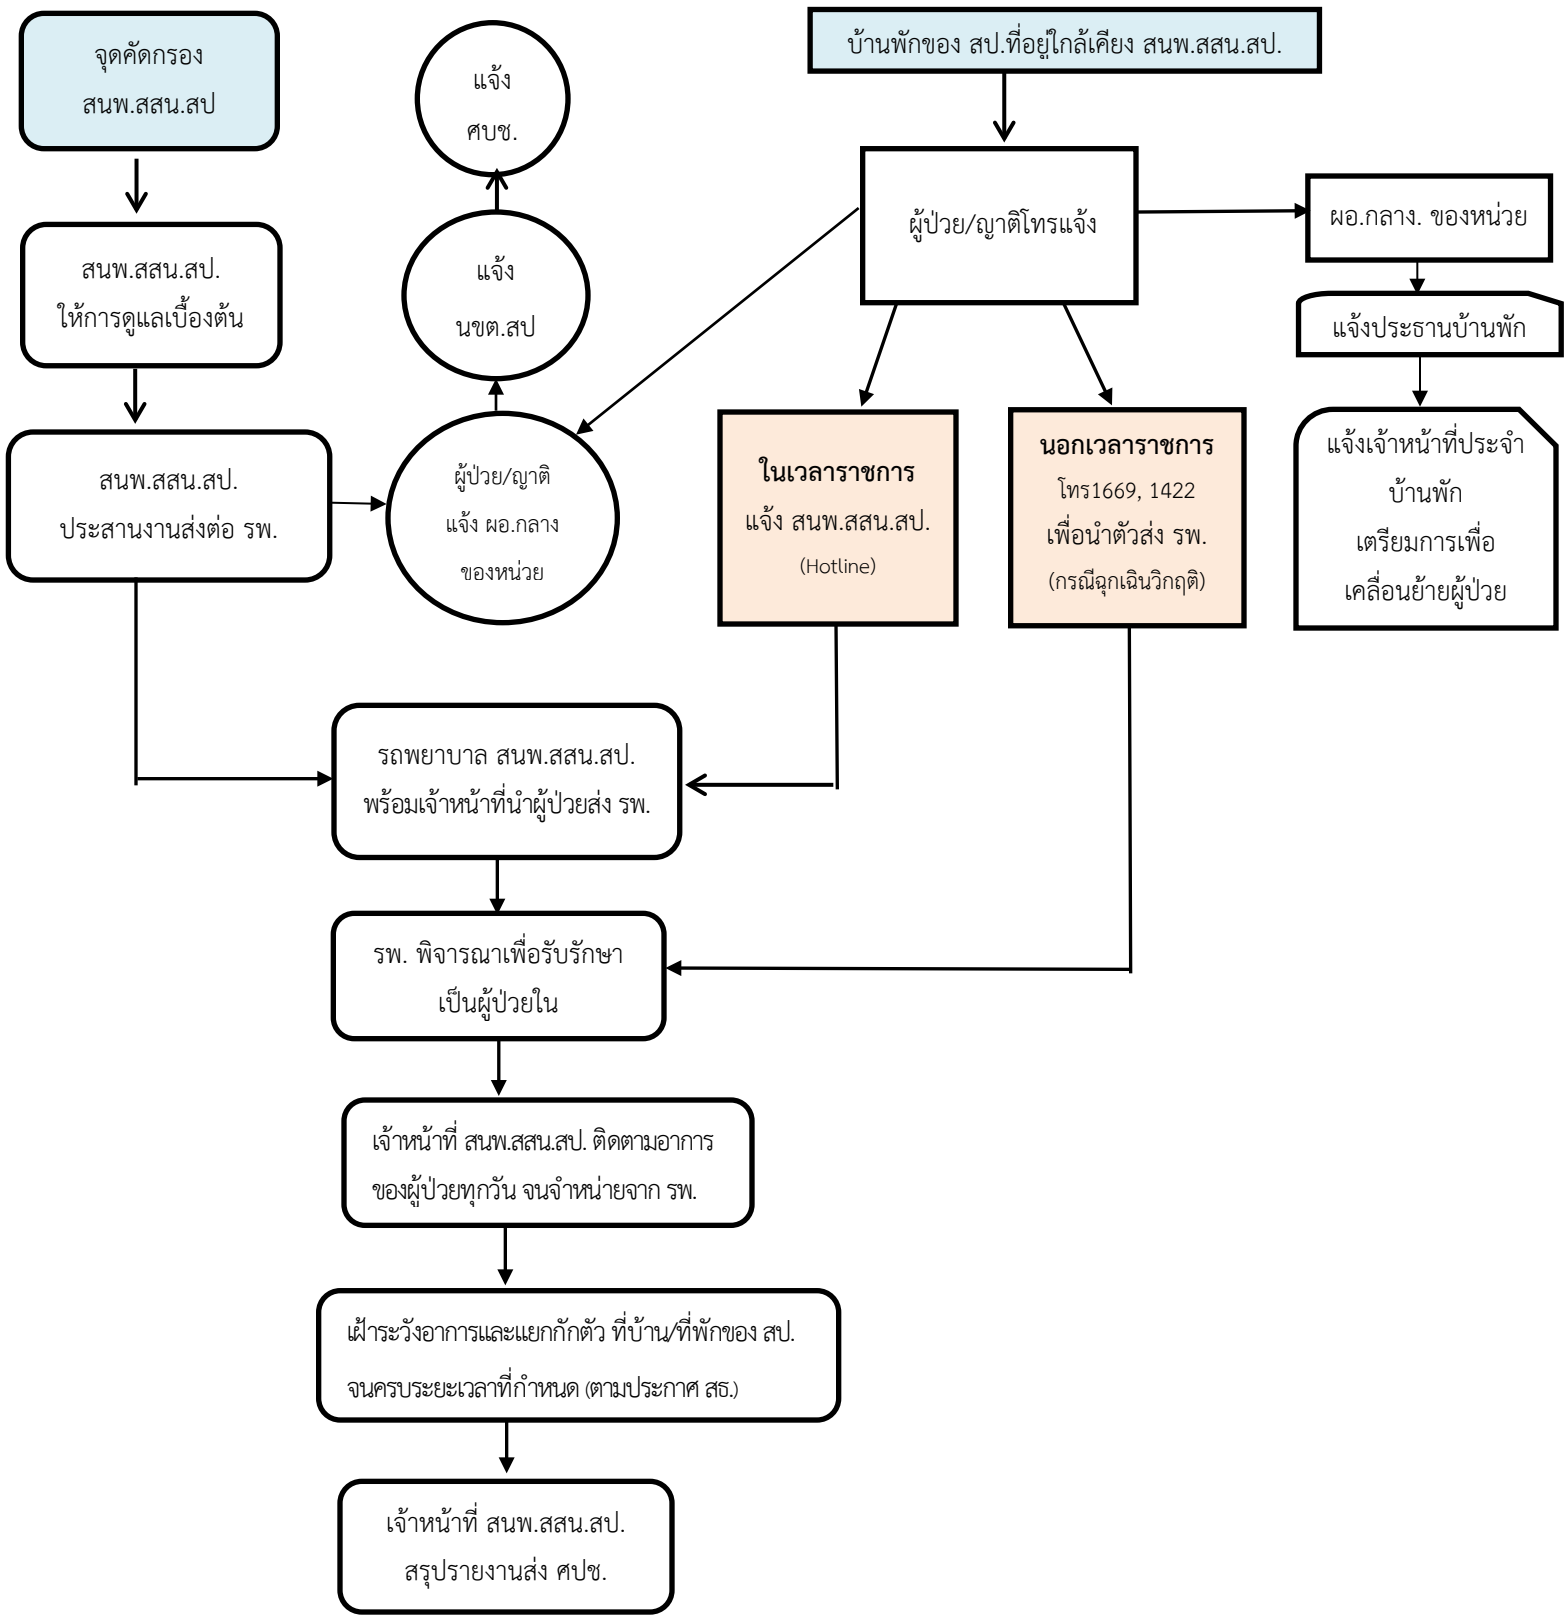 จุดคัดกรอง
สนพ.สสน.สป
สนพ.สสน.สป.
ให้การดูแลเบื้องต้น
สนพ.สสน.สป.
ประสานงานส่งต่อ รพ.
แจ้ง
ศบช.
แจ้ง
นขต.สป
ผู้ป่วย/ญาติ
แจ้ง ผอ.กลาง
ของหน่วย
บ้านพักของ สป.ที่อยู่ใกล้เคียง สนพ.สสน.สป.
ผู้ป่วย/ญาติโทรแจ้ง
ผอ.กลาง. ของหน่วย
แจ้งประธานบ้านพัก
แจ้งเจ้าหน้าที่ประจำ
บ้านพัก
เตรียมการเพื่อ
เคลื่อนย้ายผู้ป่วย
ในเวลาราชการ
แจ้ง สนพ.สสน.สป.
(Hotline)
นอกเวลาราชการ
โทร1669, 1422
เพื่อนำตัวส่ง รพ.
(กรณีฉุกเฉินวิกฤติ)
รถพยาบาล สนพ.สสน.สป.
พร้อมเจ้าหน้าที่นำผู้ป่วยส่ง รพ.
รพ. พิจารณาเพื่อรับรักษา
เป็นผู้ป่วยใน
เจ้าหน้าที่ สนพ.สสน.สป. ติดตามอาการ
ของผู้ป่วยทุกวัน จนจำหน่ายจาก รพ.
เฝ้าระวังอาการและแยกกักตัว ที่บ้าน/ที่พักของ สป.
จนครบระยะเวลาที่กำหนด (ตามประกาศ สธ.)
เจ้าหน้าที่ สนพ.สสน.สป.
สรุปรายงานส่ง ศปช.